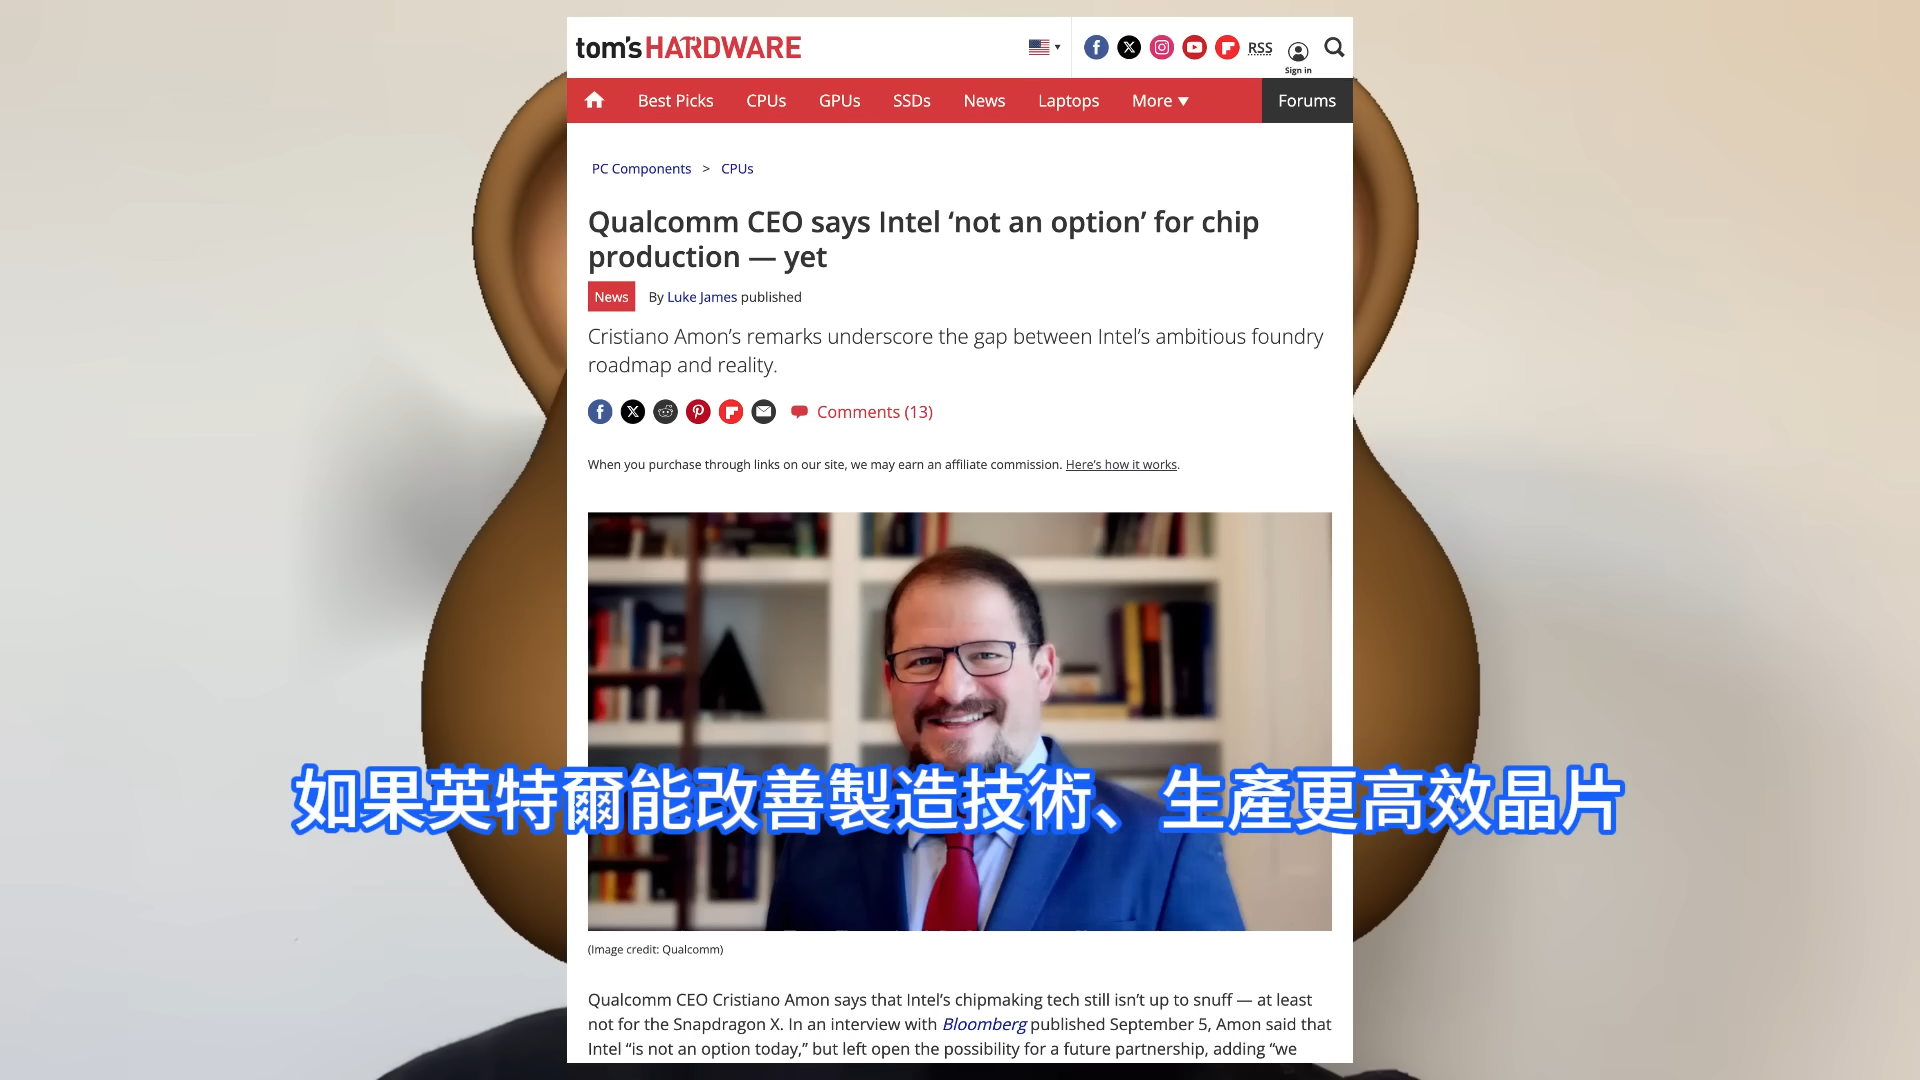 tom's HARDWARE
RSS
Sign in
Best Picks CPUs GPUs SSDs News Laptops More Forums
PC Components > CPUs
Qualcomm CEO says Intel ‘not an option’ for chip
production — yet
News By Luke James published
Cristiano Amon’s remarks underscore the gap between Intel’s ambitious foundry
roadmap and reality.
Comments (13)
When you purchase through links on our site, we may earn an affiliate commission. Here’s how it works.
如果英特爾能改善製造技術、生產更高效晶片
(Image credit: Qualcomm)
Qualcomm CEO Cristiano Amon says that Intel’s chipmaking tech still isn’t up to snuff — at least
not for the Snapdragon X. In an interview with Bloomberg published September 5, Amon said that
Intel “is not an option today,” but left open the possibility for a future partnership, adding “we